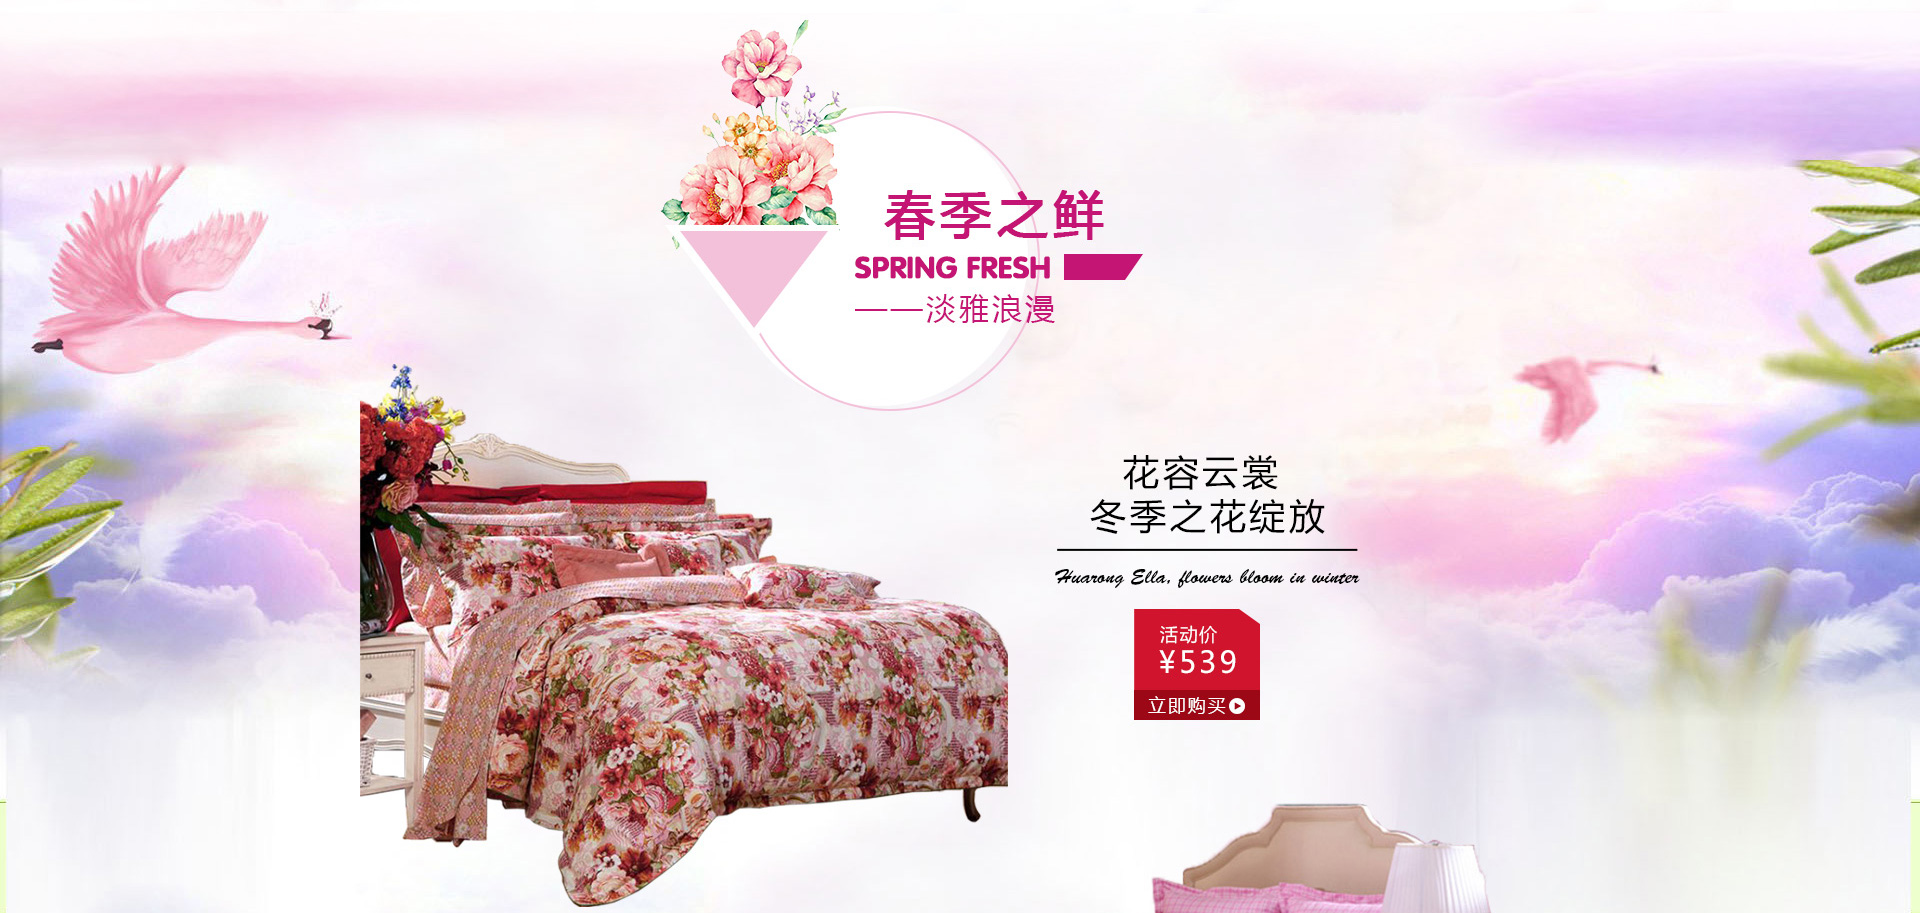 春季之鲜
SPRING FRESH
——淡雅浪漫
花容云裳
冬季之花绽放
Huarong Ella, flowers bloom in winter
活动价
¥539
立即购买